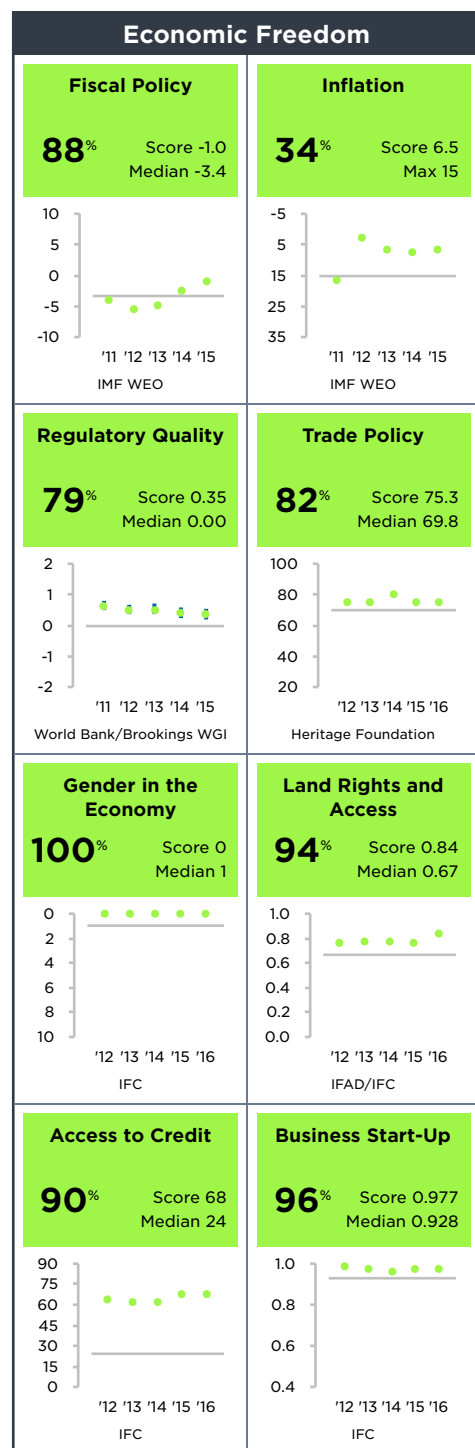 Economic Freedom
Fiscal Policy
88%
Score -1.0
Median -3.4
10
5
0
-5
-10
'11 '12 '13 '14 '15
IMF WEO
Inflation
34%
Score 6.5
Max 15
-5
5
15
25
35
'11 '12 '13 '14 '15
IMF WEO
Regulatory Quality
79%
Score 0.35
Median 0.00
2
1
0
-1
-2
'11 '12 '13 '14 '15
World Bank/Brookings WGI
Trade Policy
82%
Score 75.3
Median 69.8
100
80
60
40
20
'12 '13 '14 '15 '16
Heritage Foundation
Gender in the
Economy
100%
Score 0
Median 1
0
2
4
6
8
10
'12 '13 '14 '15 '16
IFC
Land Rights and
Access
94%
Score 0.84
Median 0.67
1.0
0.8
0.6
0.4
0.2
0.0
'12 '13 '14 '15 '16
IFAD/IFC
Access to Credit
90%
Score 68
Median 24
90
75
60
45
30
15
0
'12 '13 '14 '15 '16
IFC
Business Start-Up
96%
Score 0.977
Median 0.928
1.0
0.8
0.6
0.4
'12 '13 '14 '15 '16
IFC